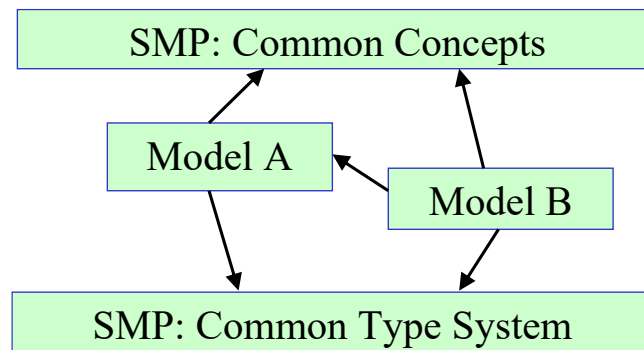 SMP: Common Concepts
Model A
Model B
SMP: Common Type System